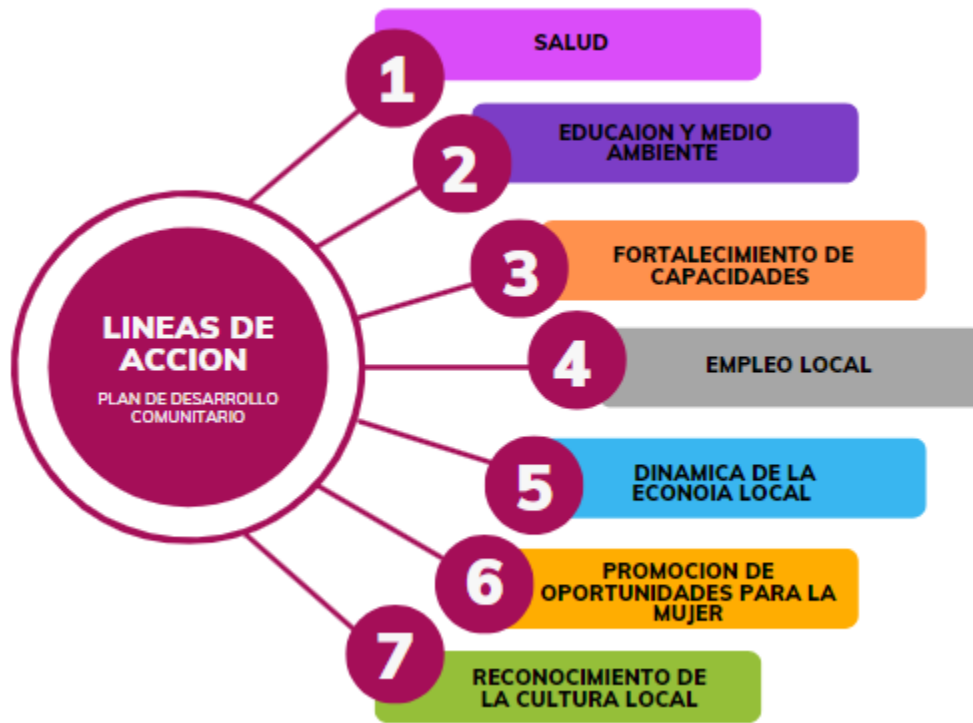 LINEAS DE
ACCION
PLAN DE DESARROLLO
COMUNITARIO
1
SALUD
2
EDUCAION Y MEDIO
AMBIENTE
3
FORTALECIMIENTO DE
CAPACIDADES
4
EMPLEO LOCAL
5
DINAMICA DE LA
ECONOIA LOCAL
6
PROMOCION DE
OPORTUNIDADES PARA LA
MUJER
7
RECONOCIMIENTO DE
LA CULTURA LOCAL